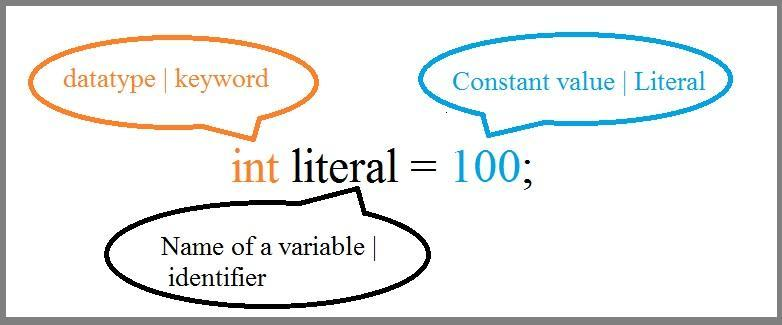 datatype | keyword
Constant value | Literal
int literal = 100;
Name of a variable |
identifier